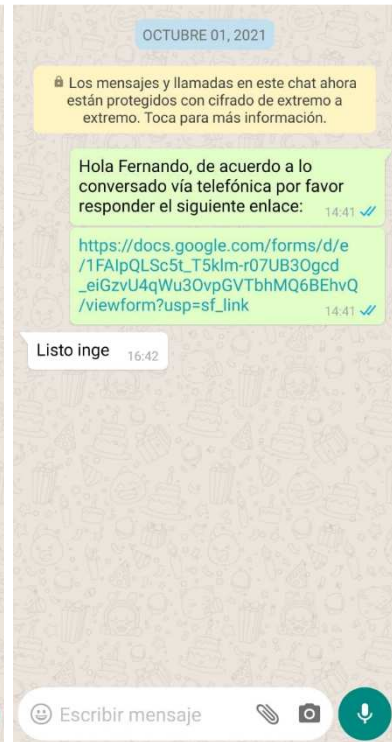 OCTUBRE 01, 2021
Los mensajes y llamadas en este chat ahora
están protegidos con cifrado de extremo a
extremo. Toca para más información.
Hola Fernando, de acuerdo a lo
conversado vía telefónica por favor
responder el siguiente enlace:
14:41
https://docs.google.com/forms/d/e
/1FAIpQLSc5t_T5klm-r07UB3Ogcd
_eiGzvU4qWu3OvpGVTbhMQ6BEhvQ
/viewform?usp=sf_link
14:41
Listo inge
16:42
Escribir mensaje